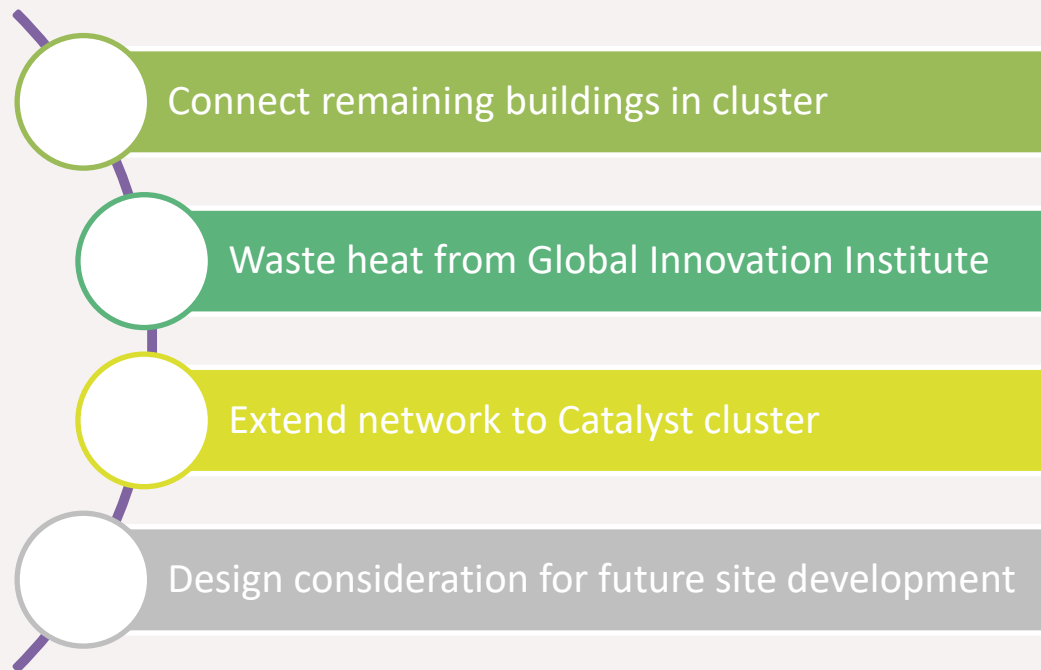 Connect remaining buildings in cluster
Waste heat from Global Innovation Institute
Extend network to Catalyst cluster
Design consideration for future site development